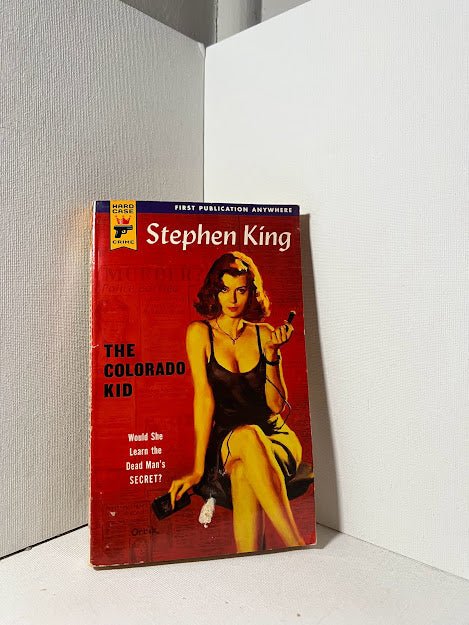 HARD
CASE
CRIME
FIRST PUBLICATION ANYWHERE
Stephen King
THE
COLORADO
KID
Would She
Learn the
Dead Man's
SECRET?